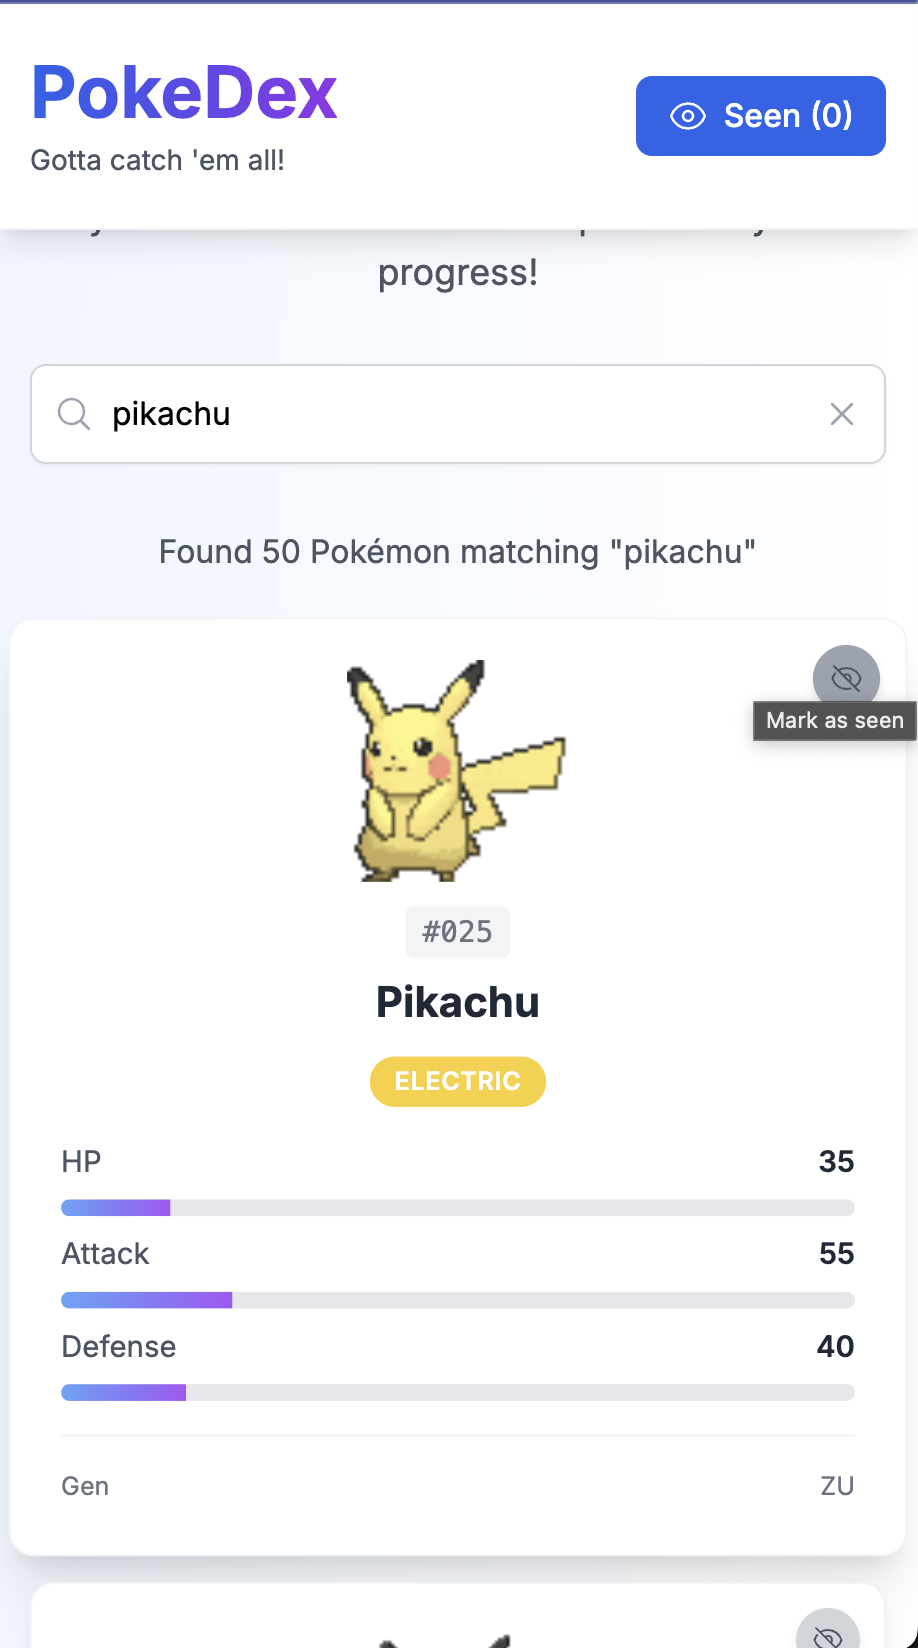 PokeDex
Gotta catch 'em all!
Seen (0)
progress!
pikachu
Found 50 Pokémon matching "pikachu"
Mark as seen
#025
Pikachu
ELECTRIC
HP 35
Attack 55
Defense 40
Gen ZU